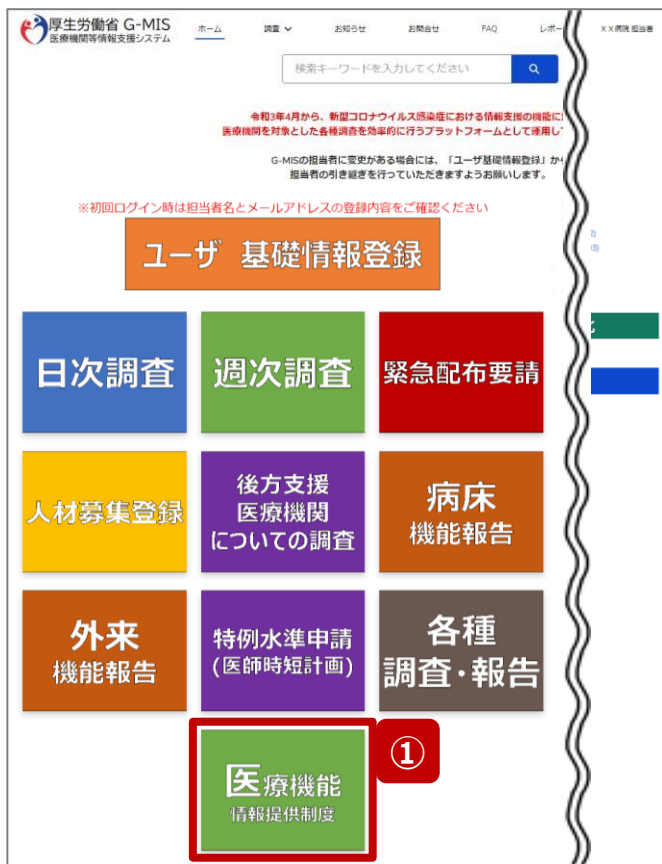 厚生労働省 G-MIS
医療機関等情報支援システム
ホーム 調査 お知らせ お問合せ FAQ レポー
XX病院 担当者
検索キーワードを入力してください
令和3年4月から、新型コロナウイルス感染症における情報支援の機能に
医療機関を対象とした各種調査を効率的に行うプラットフォームとして運用し
G-MISの担当者に変更がある場合には、「ユーザ基礎情報登録」か
担当者の引き継ぎを行っていただきますようお願いします。
※初回ログイン時は担当者名とメールアドレスの登録内容をご確認ください
ユーザ 基礎情報登録
日次調査
週次調査
緊急配布要請
人材募集登録
後方支援
医療機関
についての調査
病床
機能報告
外来
機能報告
特例水準申請
(医師時短計画)
各種
調査・報告
医療機能
情報提供制度
①